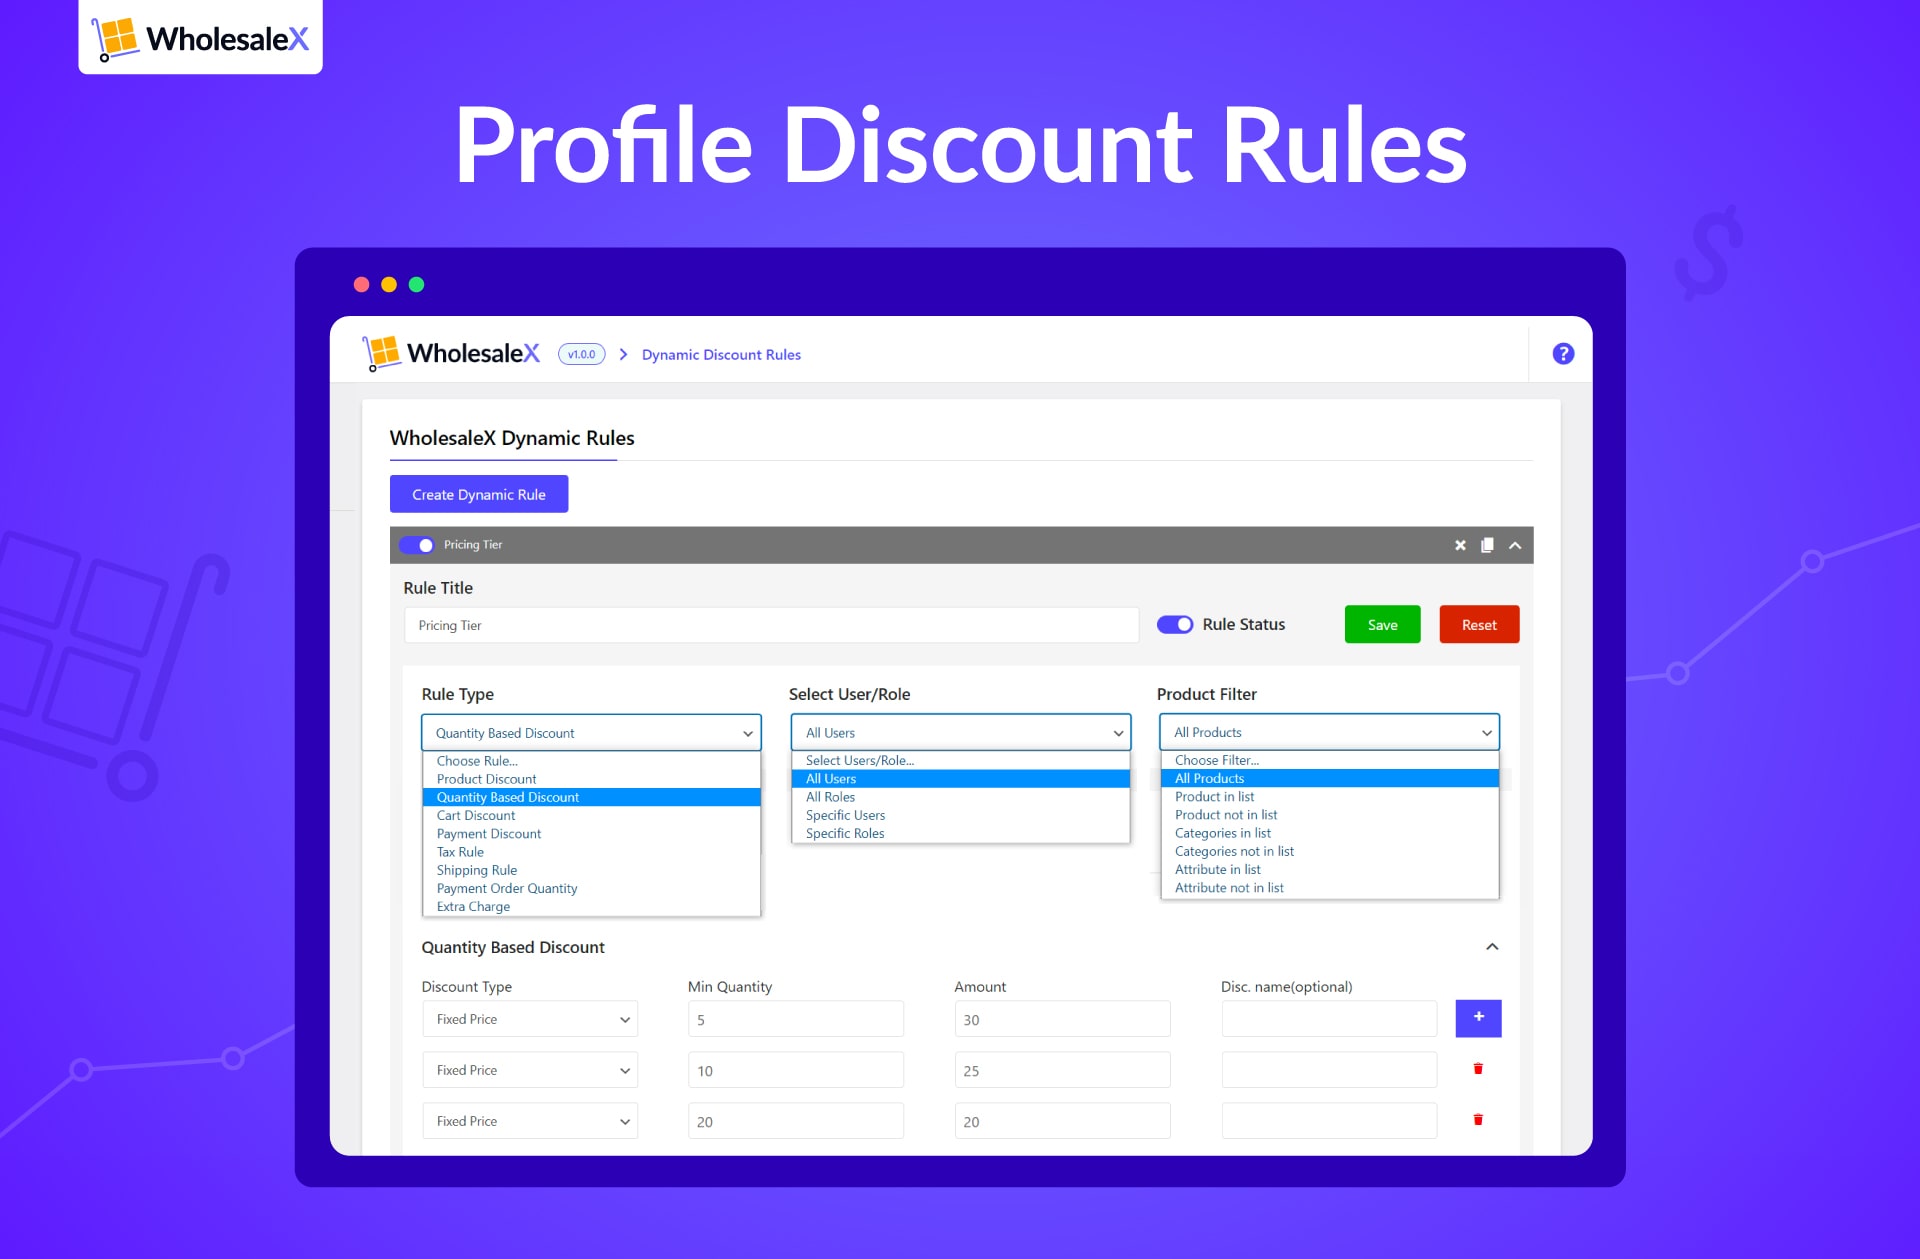 WholesaleX
Profile Discount Rules
WholesaleX v1.0.0 Dynamic Discount Rules ?
WholesaleX Dynamic Rules
Create Dynamic Rule
Pricing Tier
Rule Title
Pricing Tier Rule Status Save Reset
Rule Type Select User/Role Product Filter
Quantity Based Discount All Users All Products
Choose Rule... Select Users/Role... Choose Filter...
Product Discount All Users All Products
Quantity Based Discount All Roles Product in list
Cart Discount Specific Users Product not in list
Payment Discount Specific Roles Categories in list
Tax Rule Categories not in list
Shipping Rule Attribute in list
Payment Order Quantity Attribute not in list
Extra Charge
Quantity Based Discount
Discount Type Min Quantity Amount Disc. name(optional)
Fixed Price 5 30 +
Fixed Price 10 25
Fixed Price 20 20